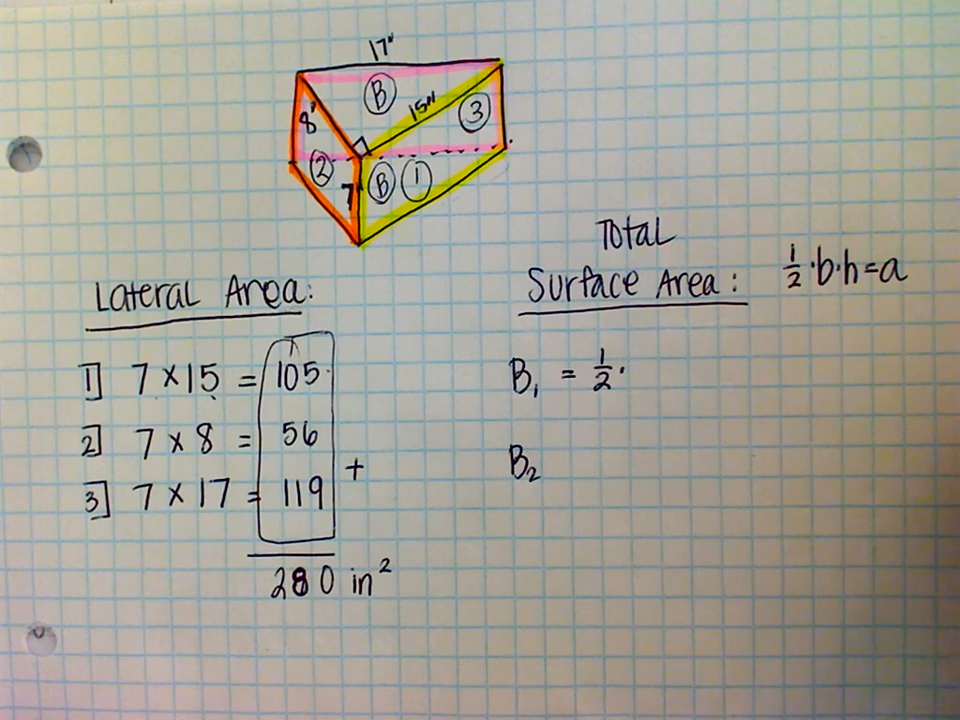 17"
B
15"
3
8"
2
7
B
1
Total
Surface Area: 1/2·b·h=a
Lateral Area:
1] 7×15 = 105
2] 7×8 = 56
3] 7×17 = 119
+
280 in²
B₁ = 1/2·
B₂